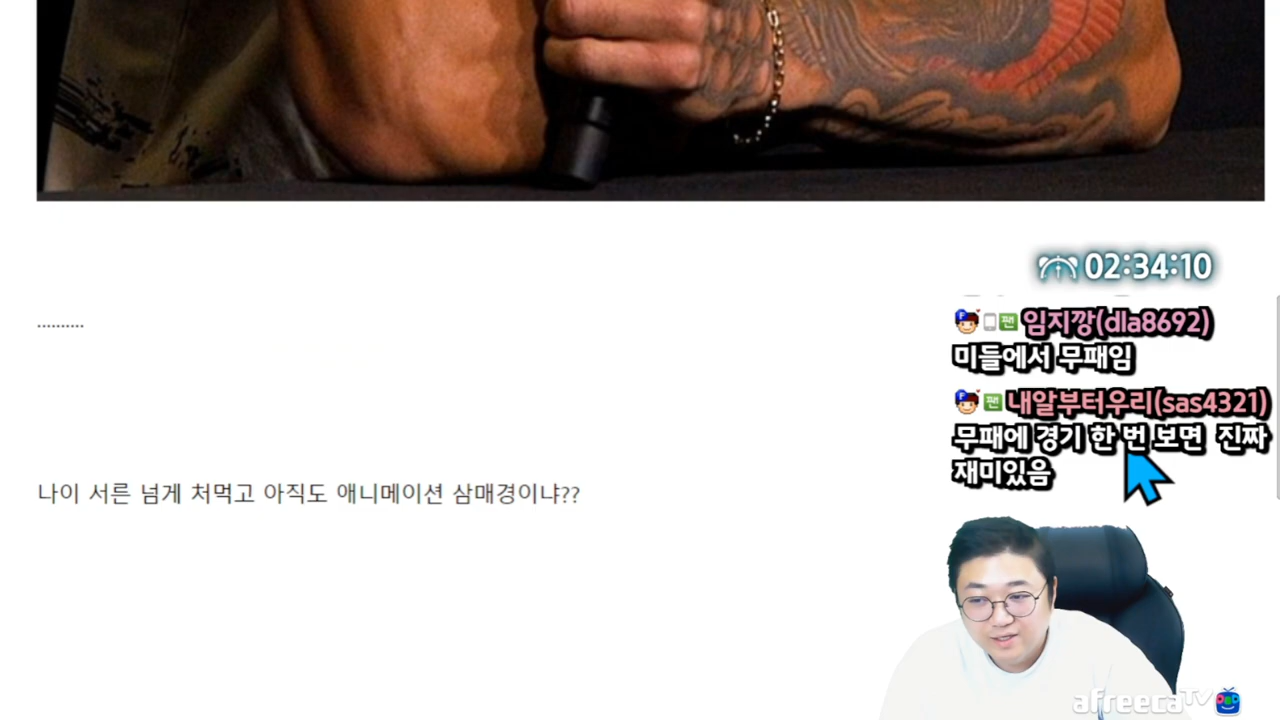 02:34:10
..........
임지깡(dla8692)
미들에서 무패임
내알부터우리(sas4321)
무패에 경기 한 번 보면 진짜
재미있음
나이 서른 넘게 처먹고 아직도 애니메이션 삼매경이냐??
afreecaTV